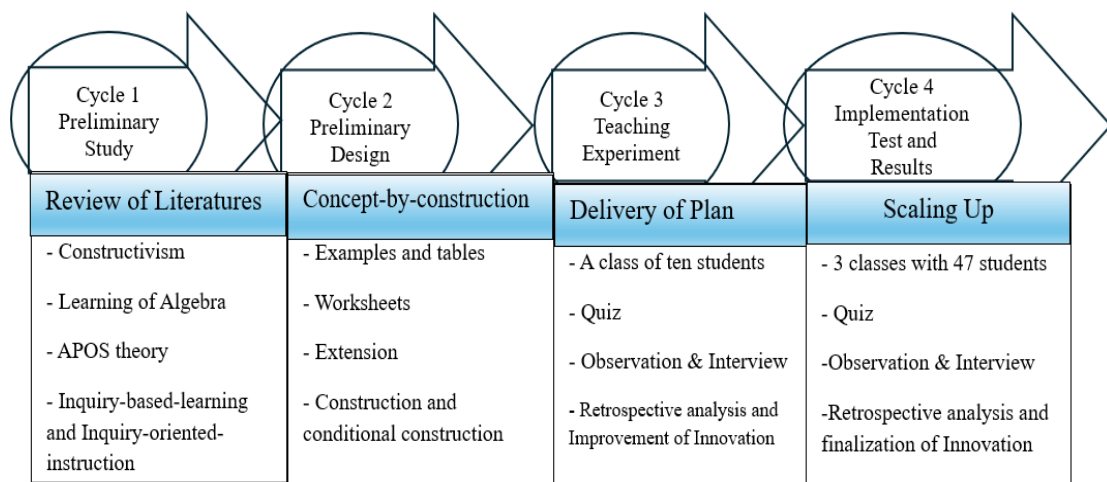 Cycle 1
Preliminary
Study
Review of Literatures
- Constructivism
- Learning of Algebra
- APOS theory
- Inquiry-based-learning
and Inquiry-oriented-
instruction
Cycle 2
Preliminary
Design
Concept-by-construction
- Examples and tables
- Worksheets
- Extension
- Construction and
conditional construction
Cycle 3
Teaching
Experiment
Delivery of Plan
- A class of ten students
- Quiz
- Observation & Interview
- Retrospective analysis and
Improvement of Innovation
Cycle 4
Implementation
Test and
Results
Scaling Up
- 3 classes with 47 students
- Quiz
-Observation & Interview
-Retrospective analysis and
finalization of Innovation